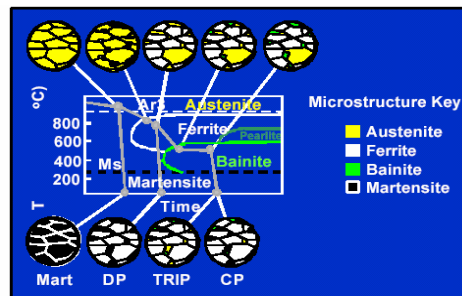 T
°C)
Ar3
Austenite
800
Ferrite
600
Pearlite
400
Ms
Bainite
200
Martensite
Time
Mart DP TRIP CP
Microstructure Key
Austenite
Ferrite
Bainite
Martensite